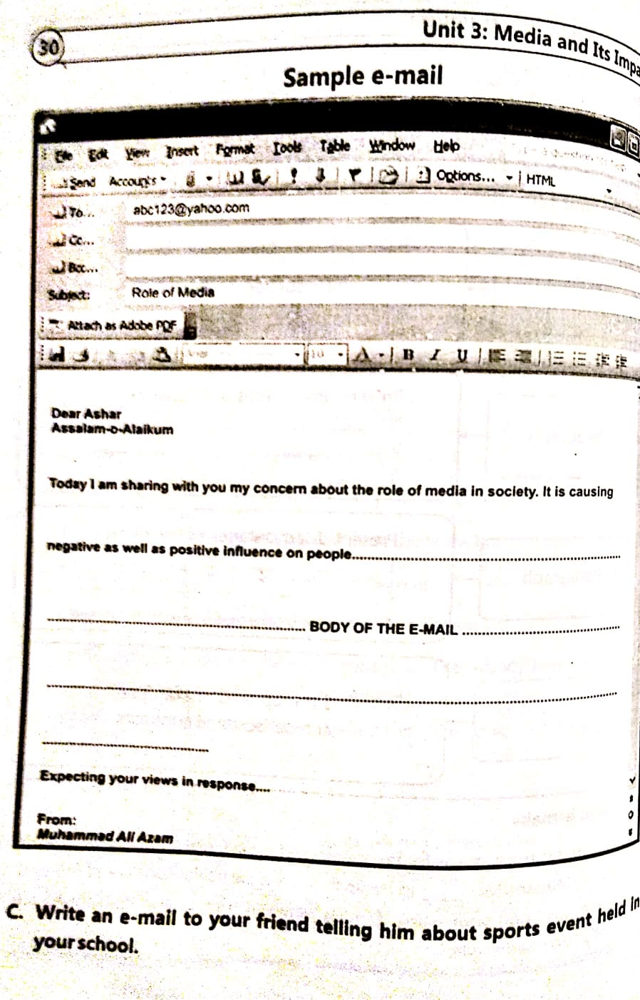 30
Unit 3: Media and Its Impa
Sample e-mail
File Edit View Insert Format Tools Table Window Help
Send Accounts Options... HTML
To... abc123@yahoo.com
Cc...
Bcc...
Subject: Role of Media
Attach as Adobe PDF
10 A B I U
Dear Ashar
Assalam-o-Alaikum
Today I am sharing with you my concern about the role of media in society. It is causing
negative as well as positive influence on people..........
.......... BODY OF THE E-MAIL ..........
Expecting your views in response....
From:
Muhammad Ali Azam
C. Write an e-mail to your friend telling him about sports event held in
your school.